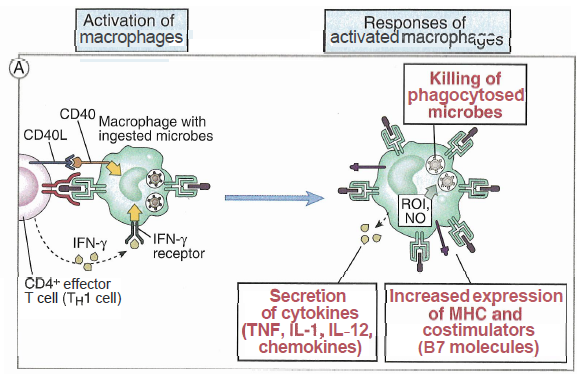 Activation of
macrophages
Responses of
activated macrophages
A
CD40
CD40L
Macrophage with
ingested microbes
IFN-γ
IFN-γ
receptor
CD4+ effector
T cell (TH1 cell)
Killing of
phagocytosed
microbes
ROI,
NO
Secretion
of cytokines
(TNF, IL-1, IL-12,
chemokines)
Increased expression
of MHC and
costimulators
(B7 molecules)